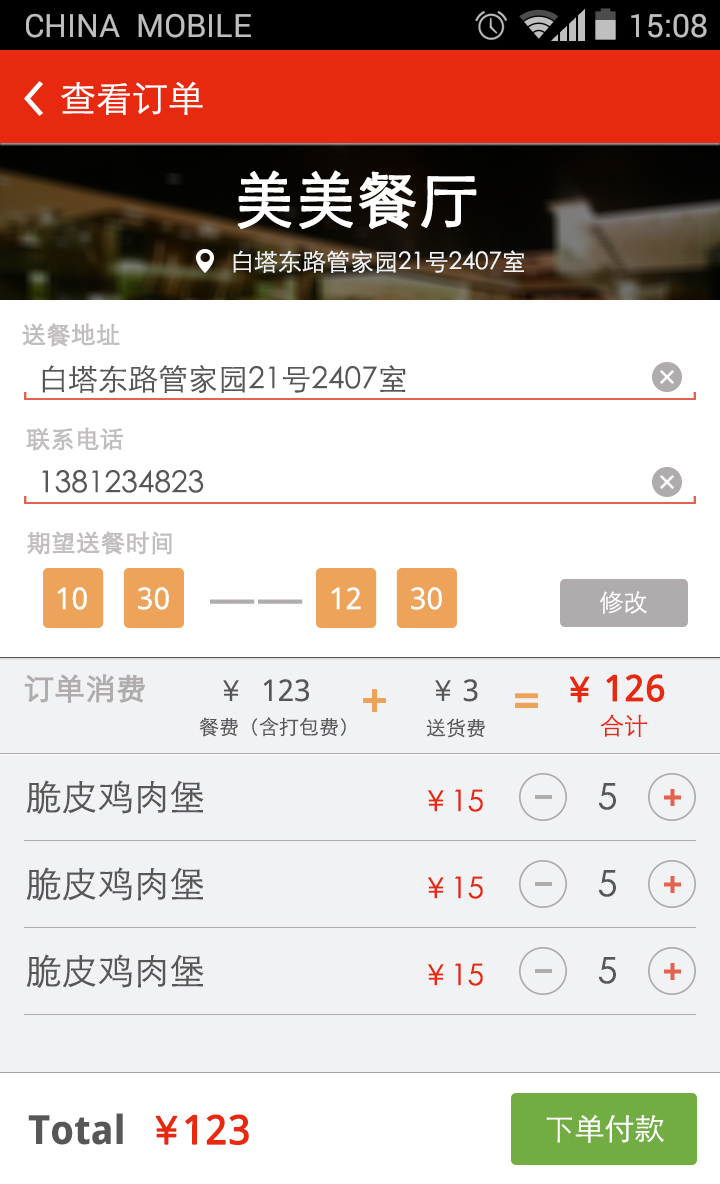 CHINA MOBILE 15:08
查看订单
美美餐厅
白塔东路管家园21号2407室
送餐地址
白塔东路管家园21号2407室
联系电话
1381234823
期望送餐时间
10 30 —— 12 30 修改
订单消费 ¥ 123 + ¥ 3 = ¥ 126
餐费（含打包费） 送货费 合计
脆皮鸡肉堡 ¥15 − 5 +
脆皮鸡肉堡 ¥15 − 5 +
脆皮鸡肉堡 ¥15 − 5 +
Total ¥123 下单付款